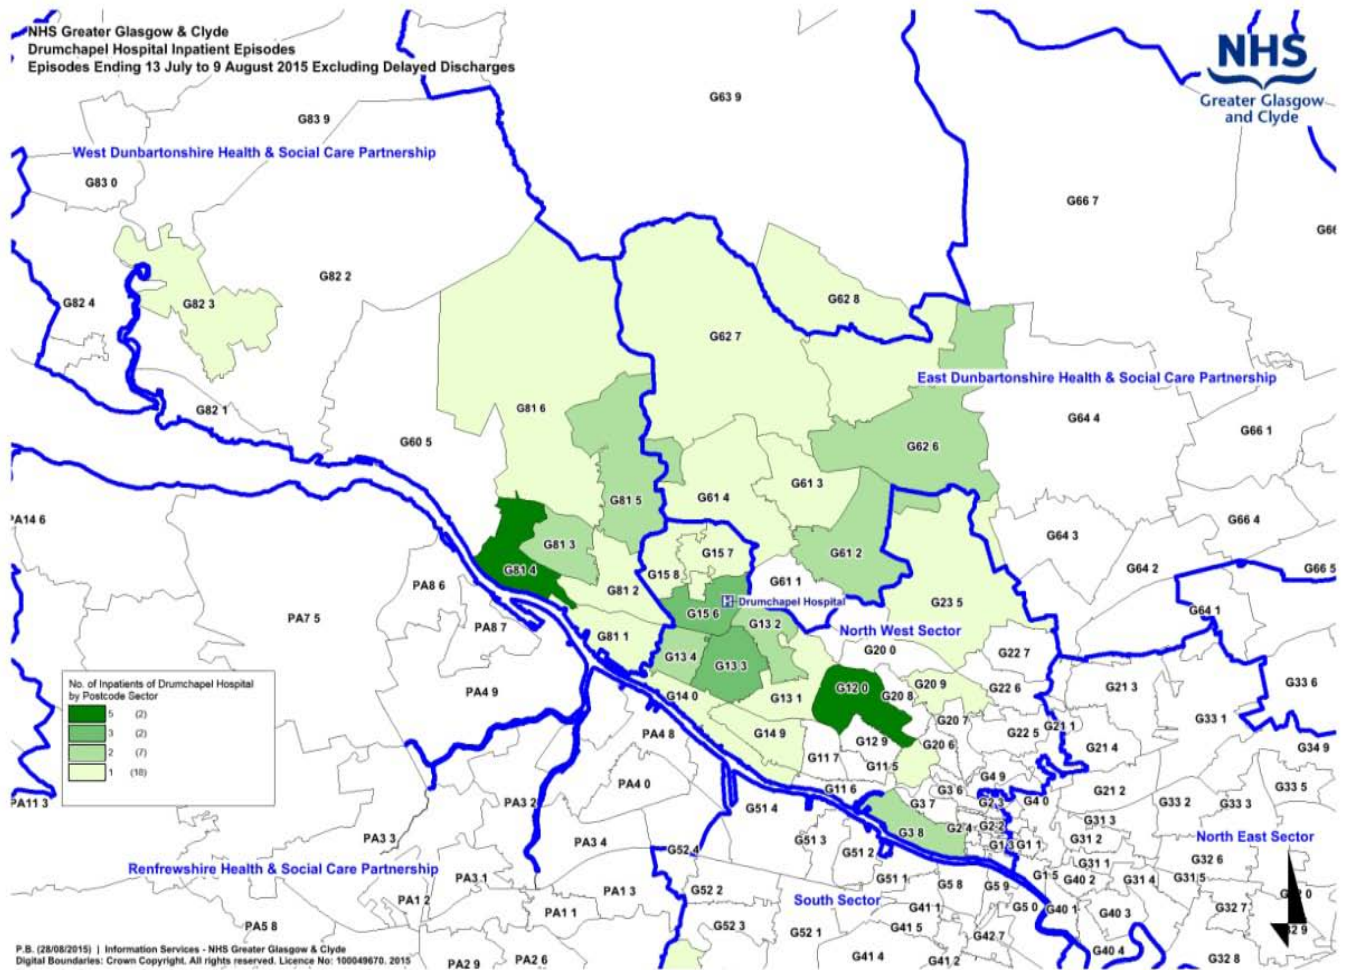 NHS Greater Glasgow & Clyde
Drumchapel Hospital Inpatient Episodes
Episodes Ending 13 July to 9 August 2015 Excluding Delayed Discharges
NHS
Greater Glasgow
and Clyde
G63 9
G83 9
West Dunbartonshire Health & Social Care Partnership
G83 0
G66 7
G66
G82 2
G82 4
G82 3
G62 8
G62 7
East Dunbartonshire Health & Social Care Partnership
G82 1
G81 6
G64 4
G60 5
G62 6
G66 1
G61 3
G61 4
G81 5
PA14 6
G66 4
G64 3
G81 3
G61 2
G15 7
G81 4
G15 8
G61 1
G64 2
G66 5
PA8 6
G81 2
Drumchapel Hospital
G23 5
G64 1
PA7 5
G15 6
PA8 7
G13 2
North West Sector
G81 1
G20 0
G22 7
G13 4
G13 3
No. of Inpatients of Drumchapel Hospital
by Postcode Sector
5 (2)
3 (2)
2 (7)
1 (18)
PA4 9
G14 0
G13 1
G12 0
G20 8
G20 9
G22 6
G21 3
G33 6
G33 1
PA4 8
G14 9
G12 9
G20 7
G20 6
G22 5
G21 1
G21 4
G34 9
G11 7
G11 5
PA4 0
G4 9
G11 6
G3 6
G21 2
G33 5
PA11 3
PA3 2
G51 4
G3 7
G2 3
G4 0
G33 2
G33 3
G31 3
PA3 3
PA3 4
G51 3
G3 8
G2 4
G2 2
G1 3
G1 1
G31 2
North East Sector
G52 4
G51 2
G31 1
G32 6
Renfrewshire Health & Social Care Partnership
PA3 1
G51 1
G5 8
G5 9
G1 5
G40 2
G31 4
G31 5
PA1 2
PA1 3
G52 2
South Sector
G41 1
G5 0
G40 1
G40 3
G32 7
PA1 1
PA5 8
G52 3
G52 1
G41 5
G42 7
G40 4
P.B. (28/08/2015) | Information Services - NHS Greater Glasgow & Clyde
Digital Boundaries: Crown Copyright. All rights reserved. Licence No: 100049670. 2015
PA2 9
PA2 6
G41 4
G41 2
G32 8